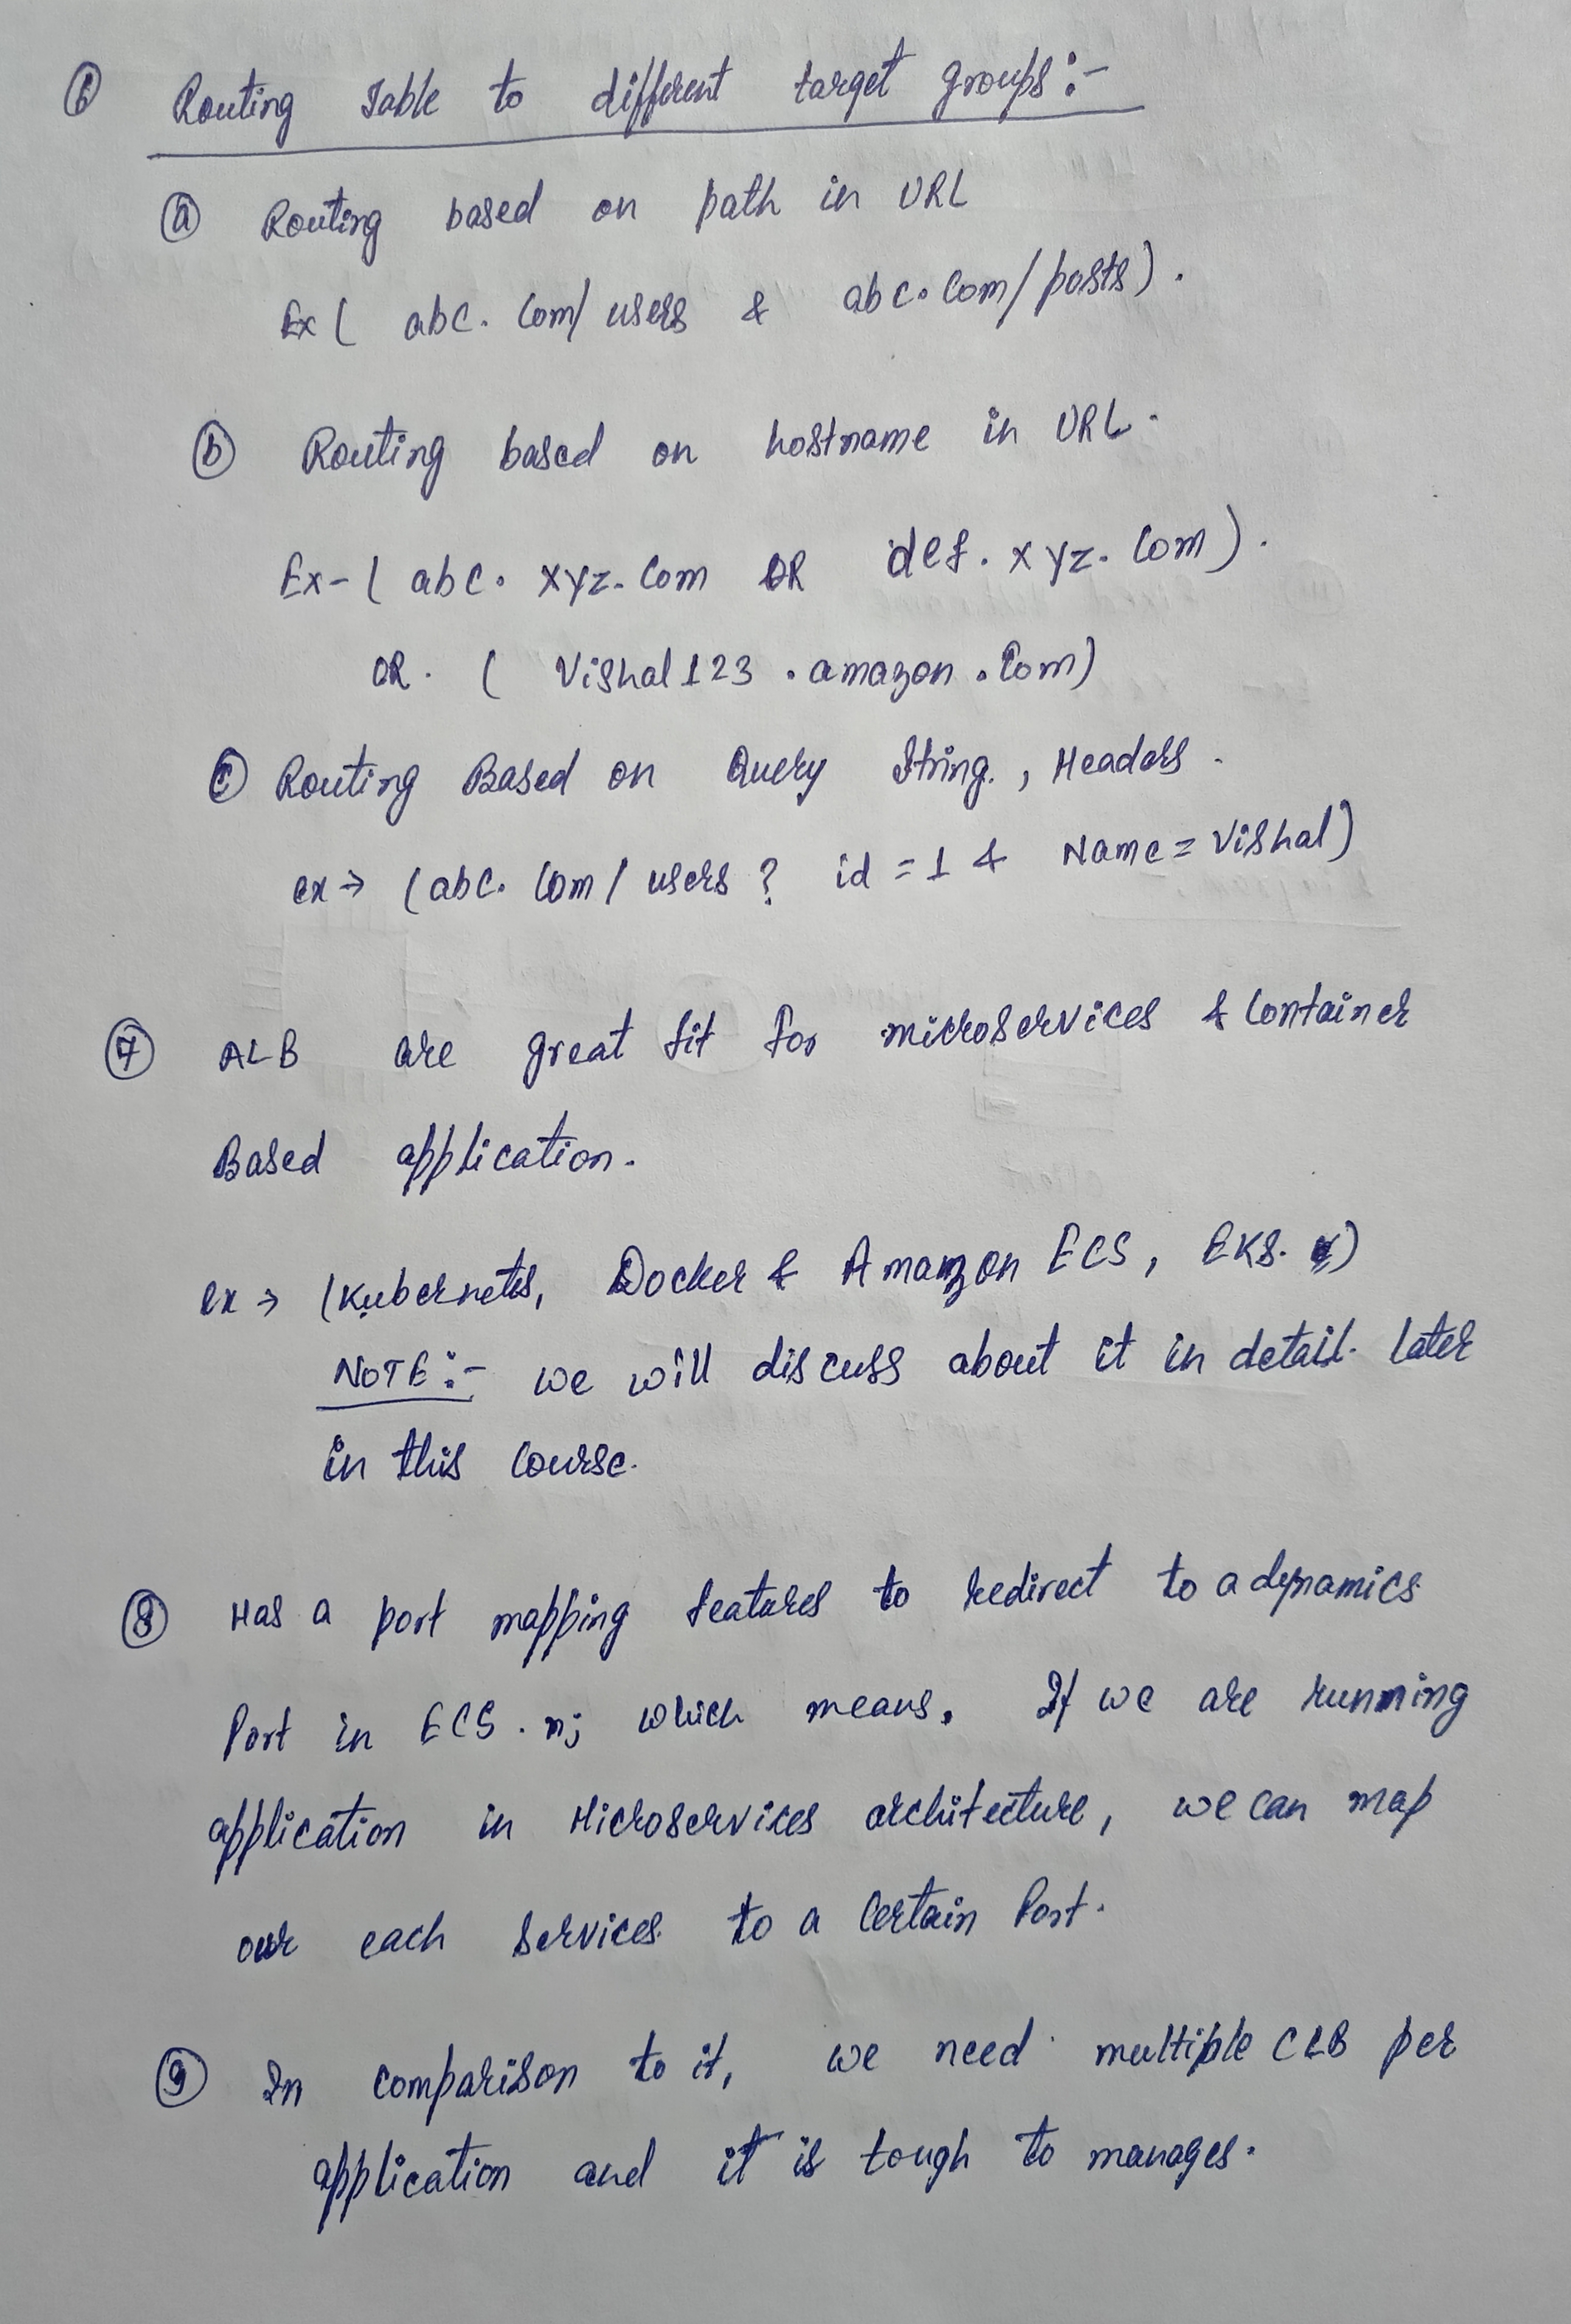 ⑥ Routing Table to different target groups:-
ⓐ Routing based on path in URL
Ex ( abc. Com/ users & abc. Com/posts).
ⓑ Routing based on hostname in URL.
Ex- ( abc. xyz. Com OR def. xyz. Com).
OR. ( Vishal123 . amazon . Com)
ⓒ Routing Based on Query String. , Headers.
ex → (abc. Com / users ? id = 1 & Name = Vishal)
⑦ ALB are great fit for microservices & Container
Based application.
ex → (Kubernetes, Docker & Amazon ECS, EKS. )
NOTE:- we will discuss about it in detail. later
in this Course.
⑧ Has a port mapping features to redirect to a dynamics
Port in ECS. ; which means. If we are running
application in Microservices architecture, we can map
our each Services to a Certain Port.
⑨ In comparison to it, we need multiple CLB per
application and it is tough to manages.